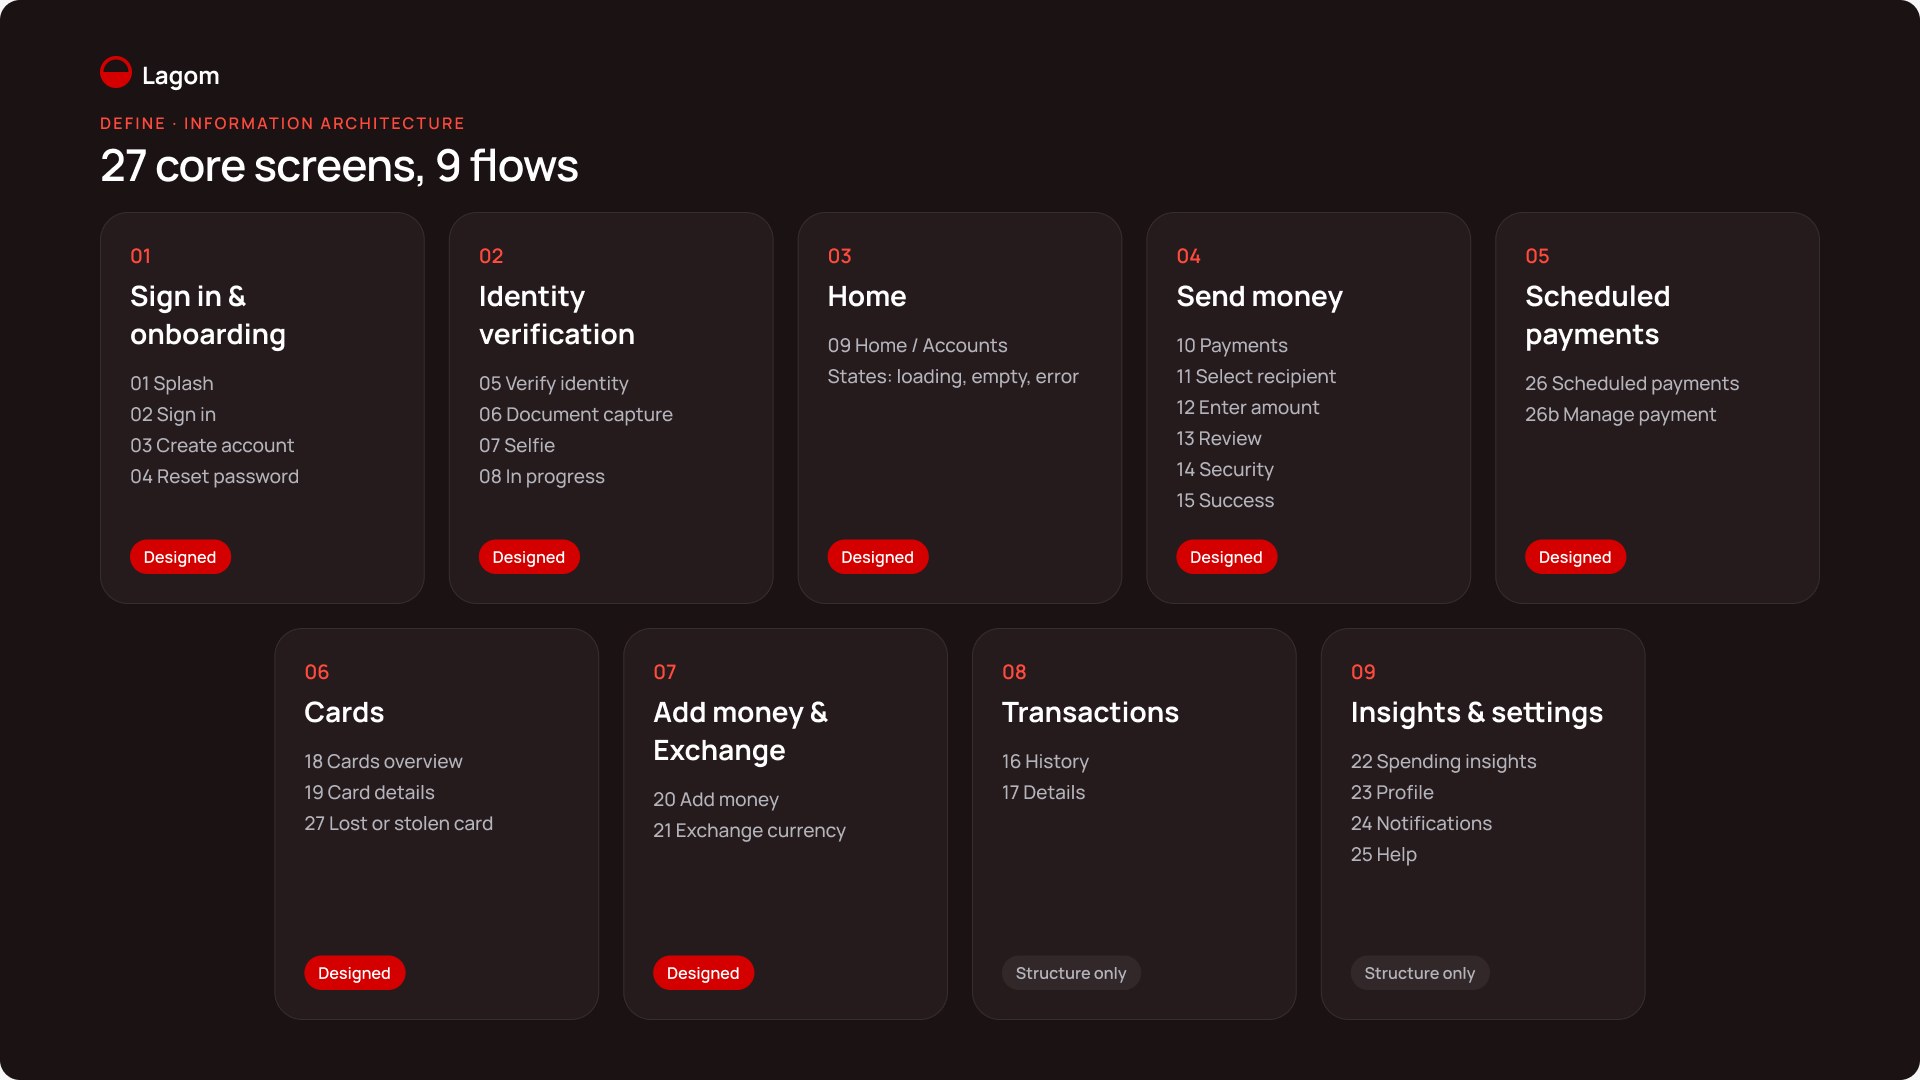 Lagom
DEFINE · INFORMATION ARCHITECTURE
27 core screens, 9 flows
01
Sign in &
onboarding
01 Splash
02 Sign in
03 Create account
04 Reset password
Designed
02
Identity
verification
05 Verify identity
06 Document capture
07 Selfie
08 In progress
Designed
03
Home
09 Home / Accounts
States: loading, empty, error
Designed
04
Send money
10 Payments
11 Select recipient
12 Enter amount
13 Review
14 Security
15 Success
Designed
05
Scheduled
payments
26 Scheduled payments
26b Manage payment
Designed
06
Cards
18 Cards overview
19 Card details
27 Lost or stolen card
Designed
07
Add money &
Exchange
20 Add money
21 Exchange currency
Designed
08
Transactions
16 History
17 Details
Structure only
09
Insights & settings
22 Spending insights
23 Profile
24 Notifications
25 Help
Structure only